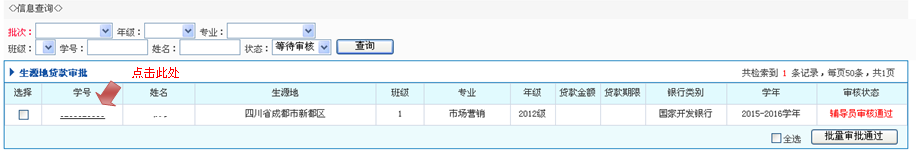 ◇信息查询◇
批次： 年级： 专业：
班级： 学号： 姓名： 状态： 等待审核 查询
生源地贷款审批 点击此处 共检索到 1 条记录，每页50条，共1页
选择 学号 姓名 生源地 班级 专业 年级 贷款金额 贷款期限 银行类别 学年 审核状态
四川省成都市新都区 1 市场营销 2012级 国家开发银行 2015-2016学年 辅导员审核通过
全选 批量审批通过